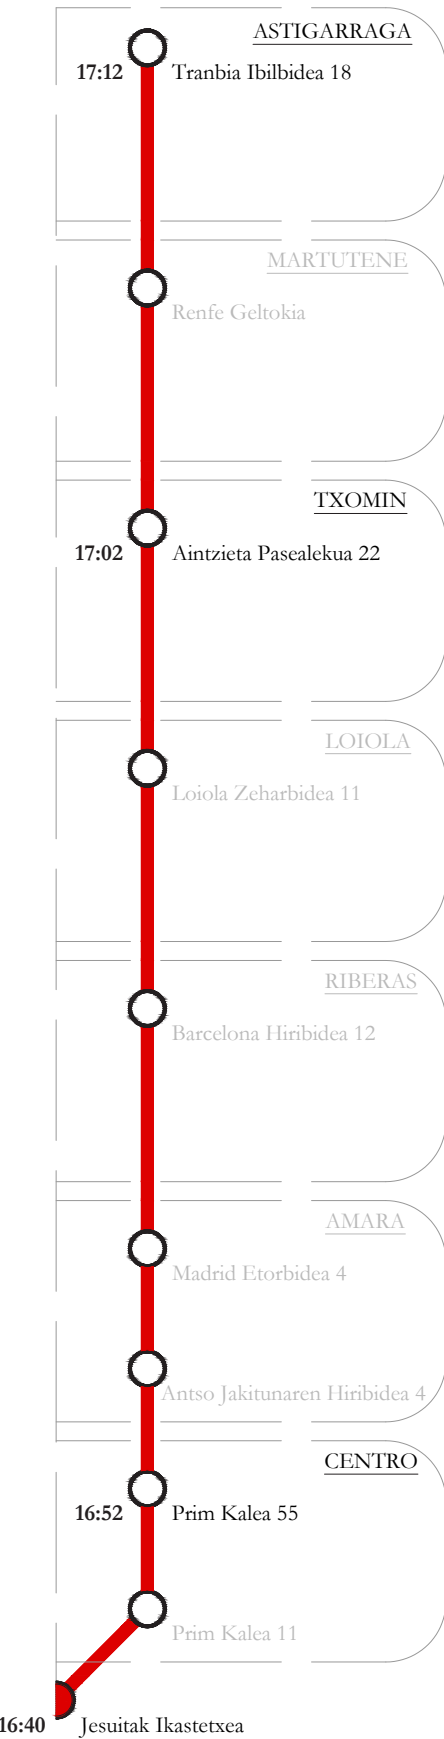 ASTIGARRAGA
17:12 Tranbia Ibilbidea 18
MARTUTENE
Renfe Geltokia
TXOMIN
17:02 Aintzieta Pasealekua 22
LOIOLA
Loiola Zeharbidea 11
RIBERAS
Barcelona Hiribidea 12
AMARA
Madrid Etorbidea 4
Antso Jakitunaren Hiribidea 4
CENTRO
16:52 Prim Kalea 55
Prim Kalea 11
16:40 Jesuitak Ikastetxea